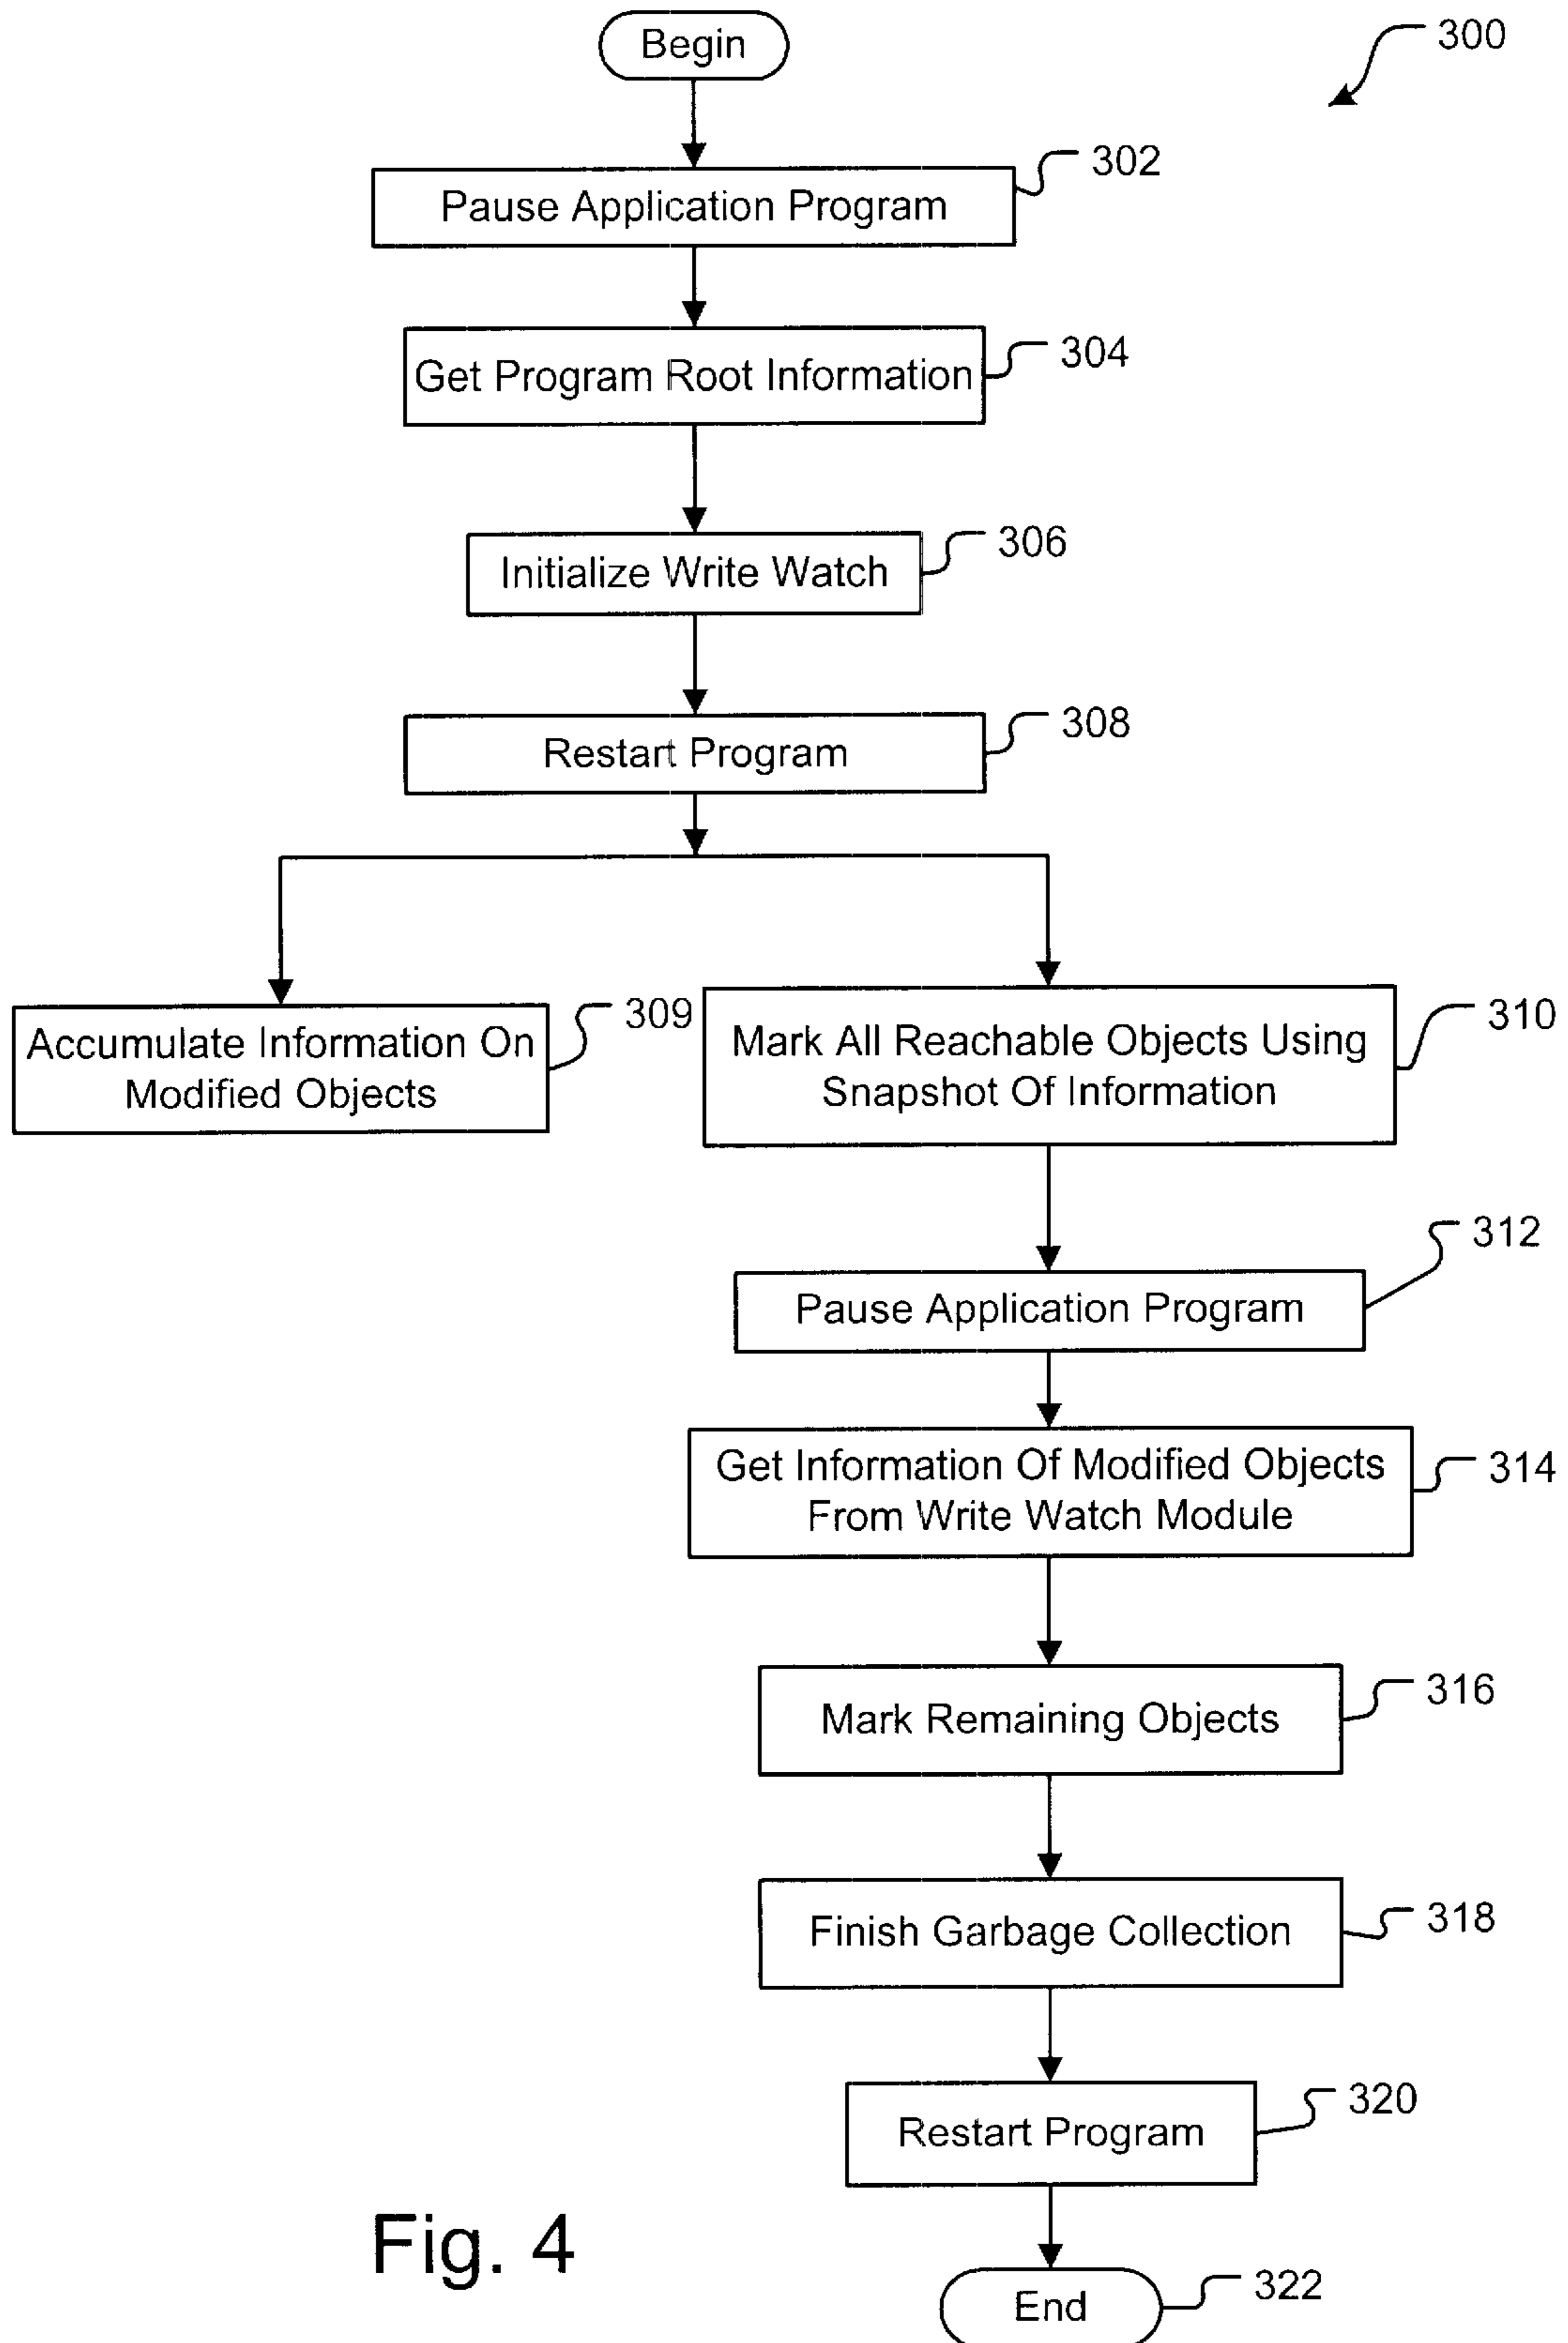 Begin
300
Pause Application Program
302
Get Program Root Information
304
Initialize Write Watch
306
Restart Program
308
Accumulate Information On
Modified Objects
309
Mark All Reachable Objects Using
Snapshot Of Information
310
Pause Application Program
312
Get Information Of Modified Objects
From Write Watch Module
314
Mark Remaining Objects
316
Finish Garbage Collection
318
Restart Program
320
End
322
Fig. 4